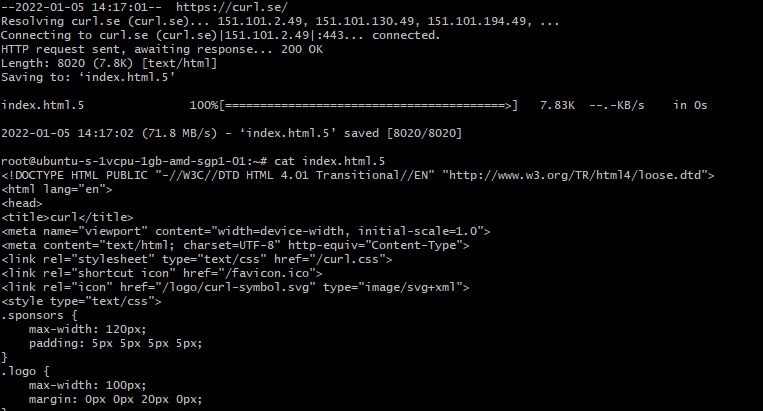 --2022-01-05 14:17:01--  https://curl.se/
Resolving curl.se (curl.se)... 151.101.2.49, 151.101.130.49, 151.101.194.49, ...
Connecting to curl.se (curl.se)|151.101.2.49|:443... connected.
HTTP request sent, awaiting response... 200 OK
Length: 8020 (7.8K) [text/html]
Saving to: ‘index.html.5’

index.html.5              100%[=======================================>]   7.83K  --.-KB/s    in 0s

2022-01-05 14:17:02 (71.8 MB/s) - ‘index.html.5’ saved [8020/8020]

root@ubuntu-s-1vcpu-1gb-amd-sgp1-01:~# cat index.html.5
<!DOCTYPE HTML PUBLIC "-//W3C//DTD HTML 4.01 Transitional//EN" "http://www.w3.org/TR/html4/loose.dtd">
<html lang="en">
<head>
<title>curl</title>
<meta name="viewport" content="width=device-width, initial-scale=1.0">
<meta content="text/html; charset=UTF-8" http-equiv="Content-Type">
<link rel="stylesheet" type="text/css" href="/curl.css">
<link rel="shortcut icon" href="/favicon.ico">
<link rel="icon" href="/logo/curl-symbol.svg" type="image/svg+xml">
<style type="text/css">
.sponsors {
    max-width: 120px;
    padding: 5px 5px 5px 5px;
}
.logo {
    max-width: 100px;
    margin: 0px 0px 20px 0px;
}